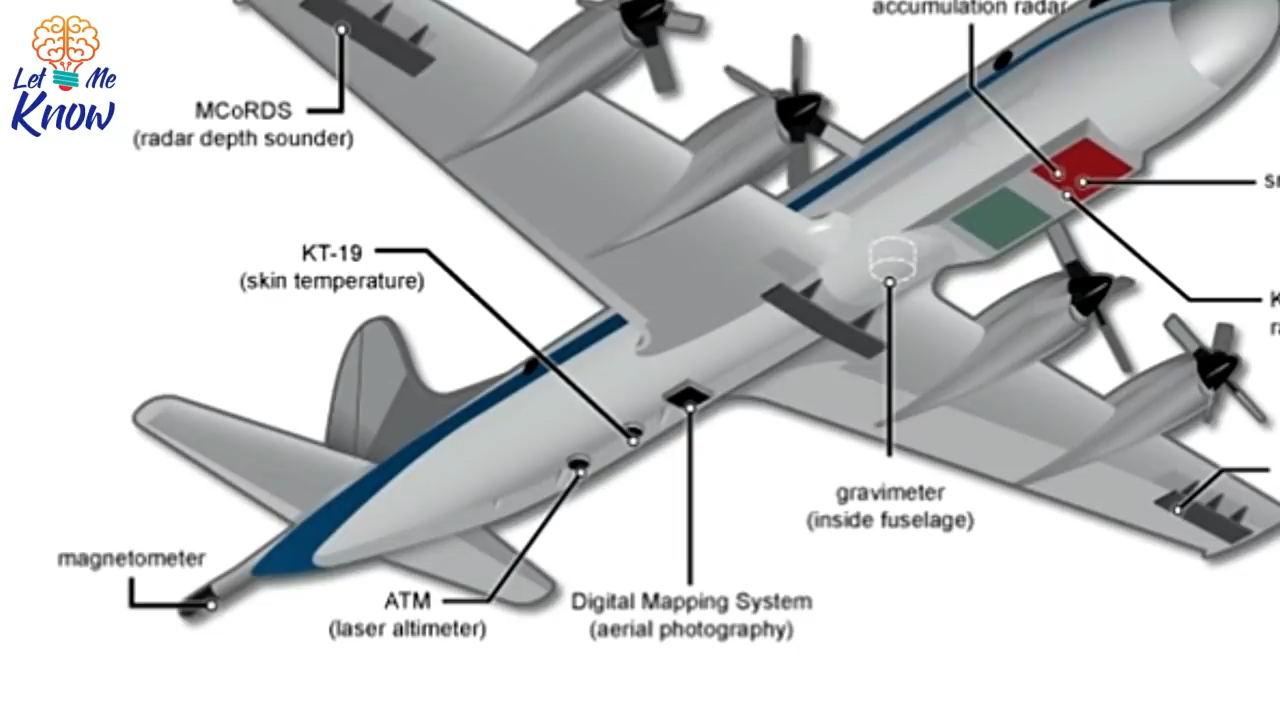 Let Me
Know
accumulation radar
MCoRDS
(radar depth sounder)
KT-19
(skin temperature)
gravimeter
(inside fuselage)
magnetometer
ATM
(laser altimeter)
Digital Mapping System
(aerial photography)